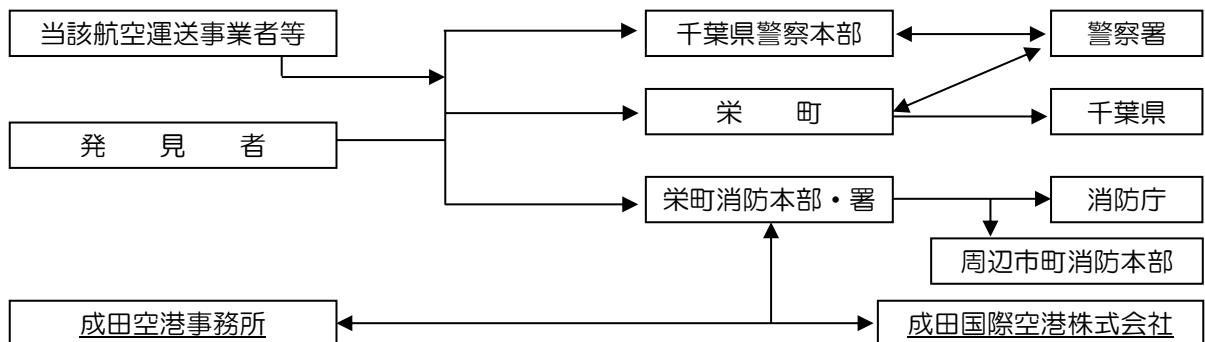 当該航空運送事業者等
千葉県警察本部
警察署
栄　　町
千葉県
発　見　者
栄町消防本部・署
消防庁
周辺市町消防本部
成田空港事務所
成田国際空港株式会社